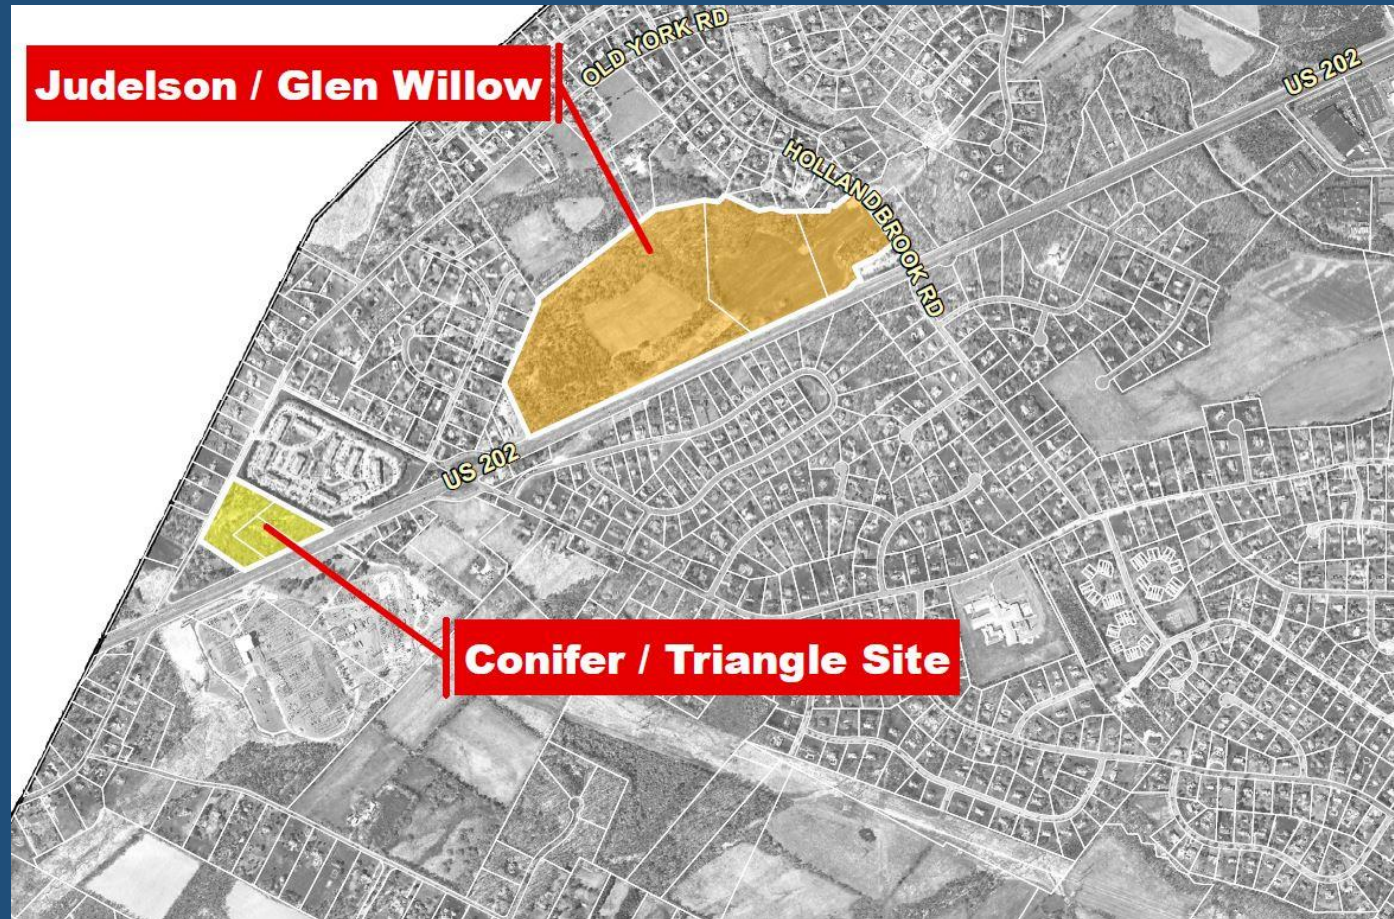 OLD YORK RD
US 202
Judelson / Glen Willow
HOLLANDBROOK RD
US 202
Conifer / Triangle Site